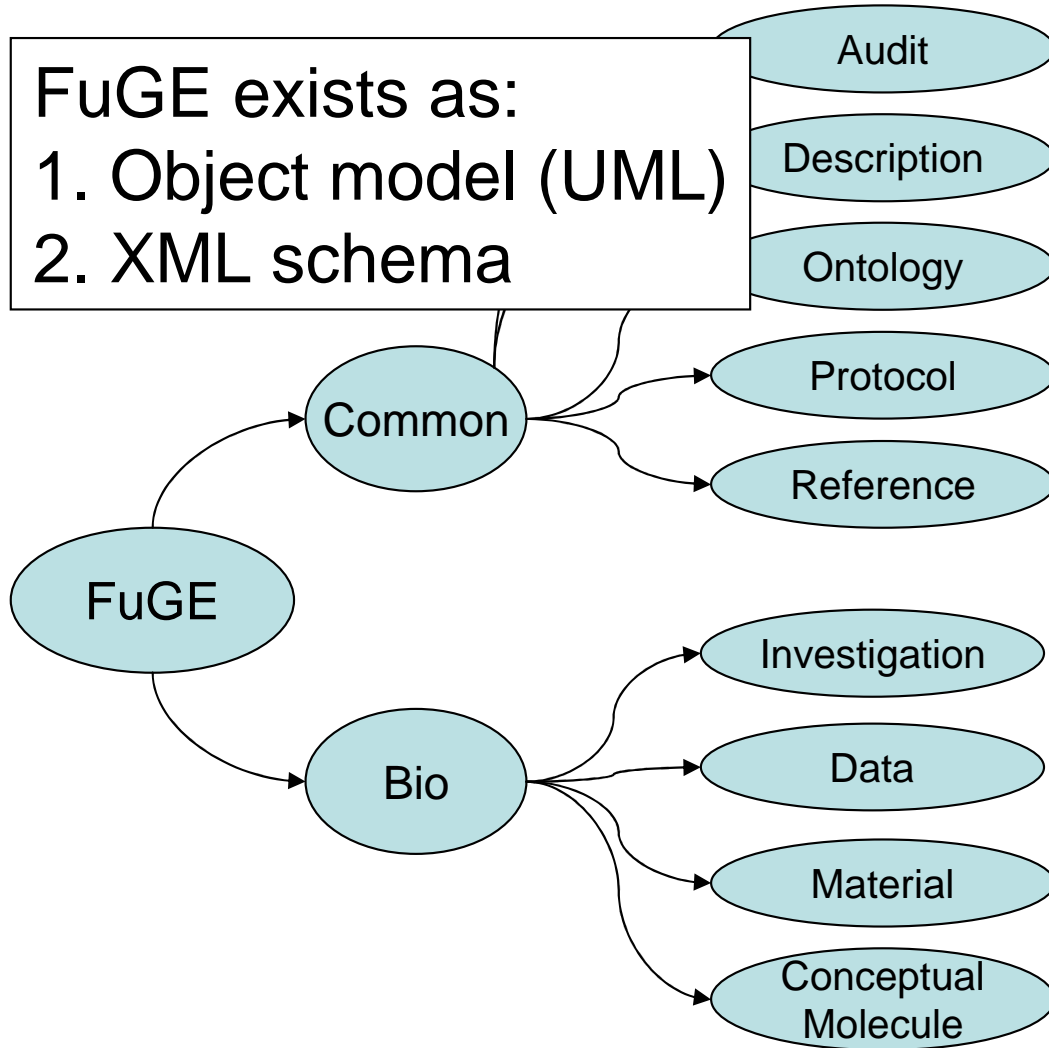 FuGE exists as:
1. Object model (UML)
2. XML schema
Audit
Description
Ontology
Protocol
Reference
Common
FuGE
Bio
Investigation
Data
Material
Conceptual
Molecule